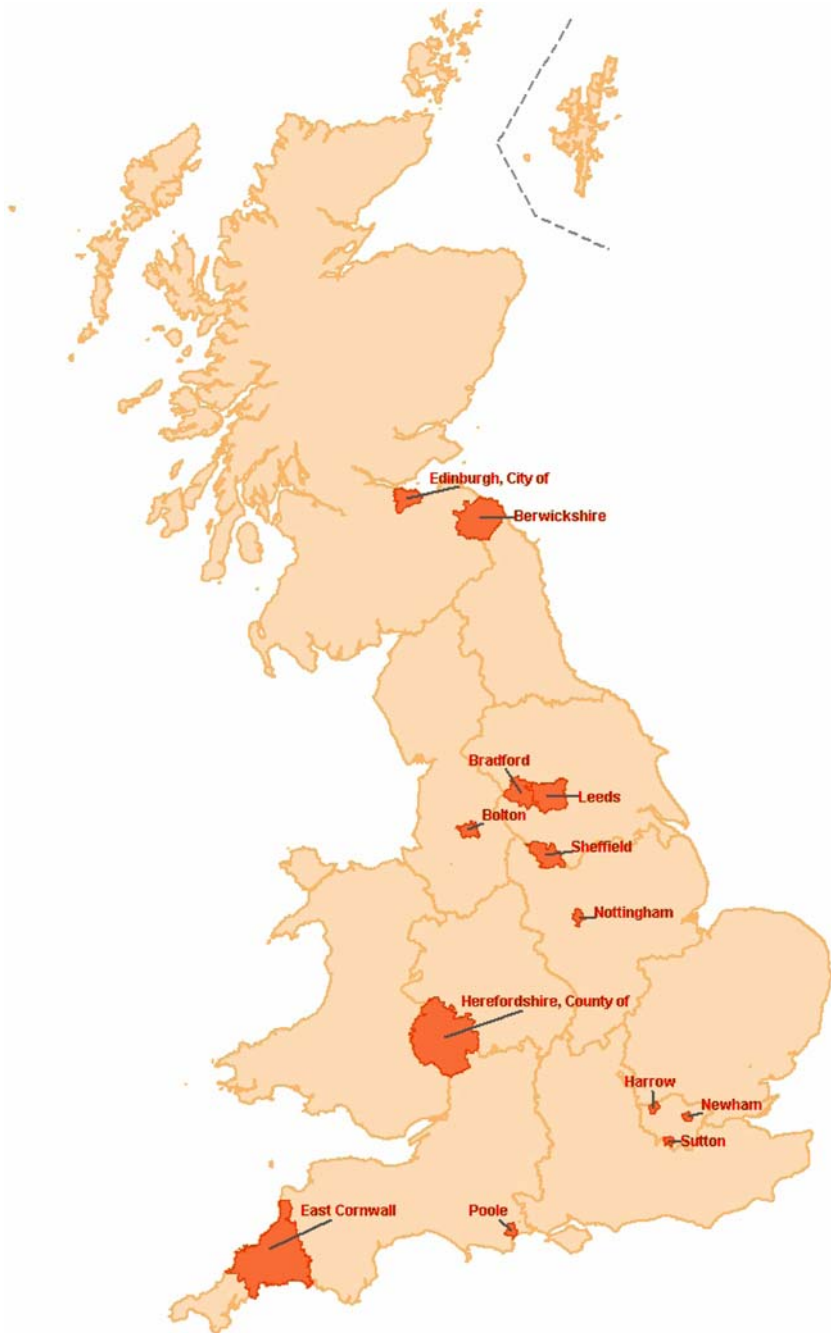 Edinburgh, City of
Berwickshire
Bradford
Leeds
Bolton
Sheffield
Nottingham
Herefordshire, County of
Harrow
Newham
Sutton
East Cornwall
Poole